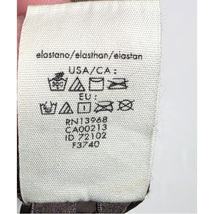 elastano/elasthan/elastan
USA/CA:
EU:
RN13968
CA00213
ID 72102
F3740